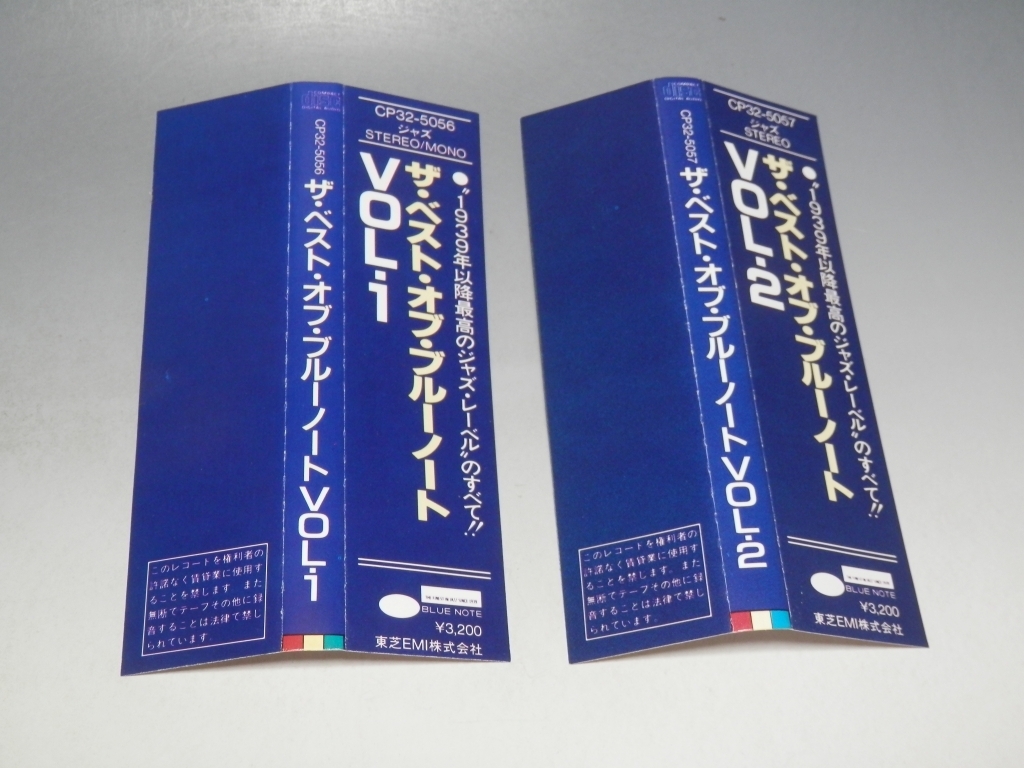 CP32-5056
ザ・ベスト・オブ・ブルーノート VOL・1
CP32-5056
ジャズ
STEREO/MONO
●“1939年以降最高のジャズ・レーベル”のすべて!!
ザ・ベスト・オブ・ブルーノート
VOL・1
BLUE NOTE
¥3,200
東芝EMI株式会社
このレコードを権利者の
許諾なく賃貸業に使用す
ることを禁します また
無断でテープその他に録
音することは法律で禁し
られています.
CP32-5057
ザ・ベスト・オブ・ブルーノート VOL・2
CP32-5057
ジャズ
STEREO
●“1939年以降最高のジャズ・レーベル”のすべて!!
ザ・ベスト・オブ・ブルーノート
VOL・2
BLUE NOTE
¥3,200
東芝EMI株式会社
このレコートを権利者の
許諾なく賃貸業に使用す
ることを禁します。また
無断でテープその他に録
音することは法律で禁し
られています.